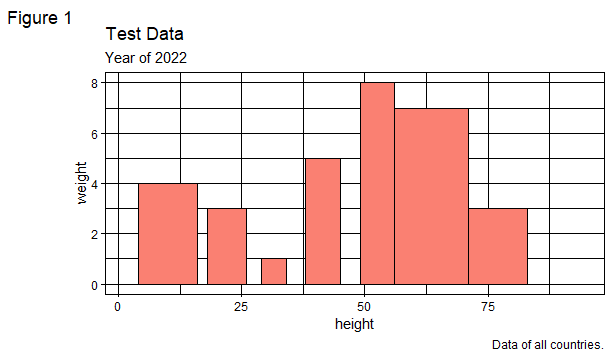 Figure 1
Test Data
Year of 2022
8
6
4
2
0
weight
0 25 50 75
height
Data of all countries.